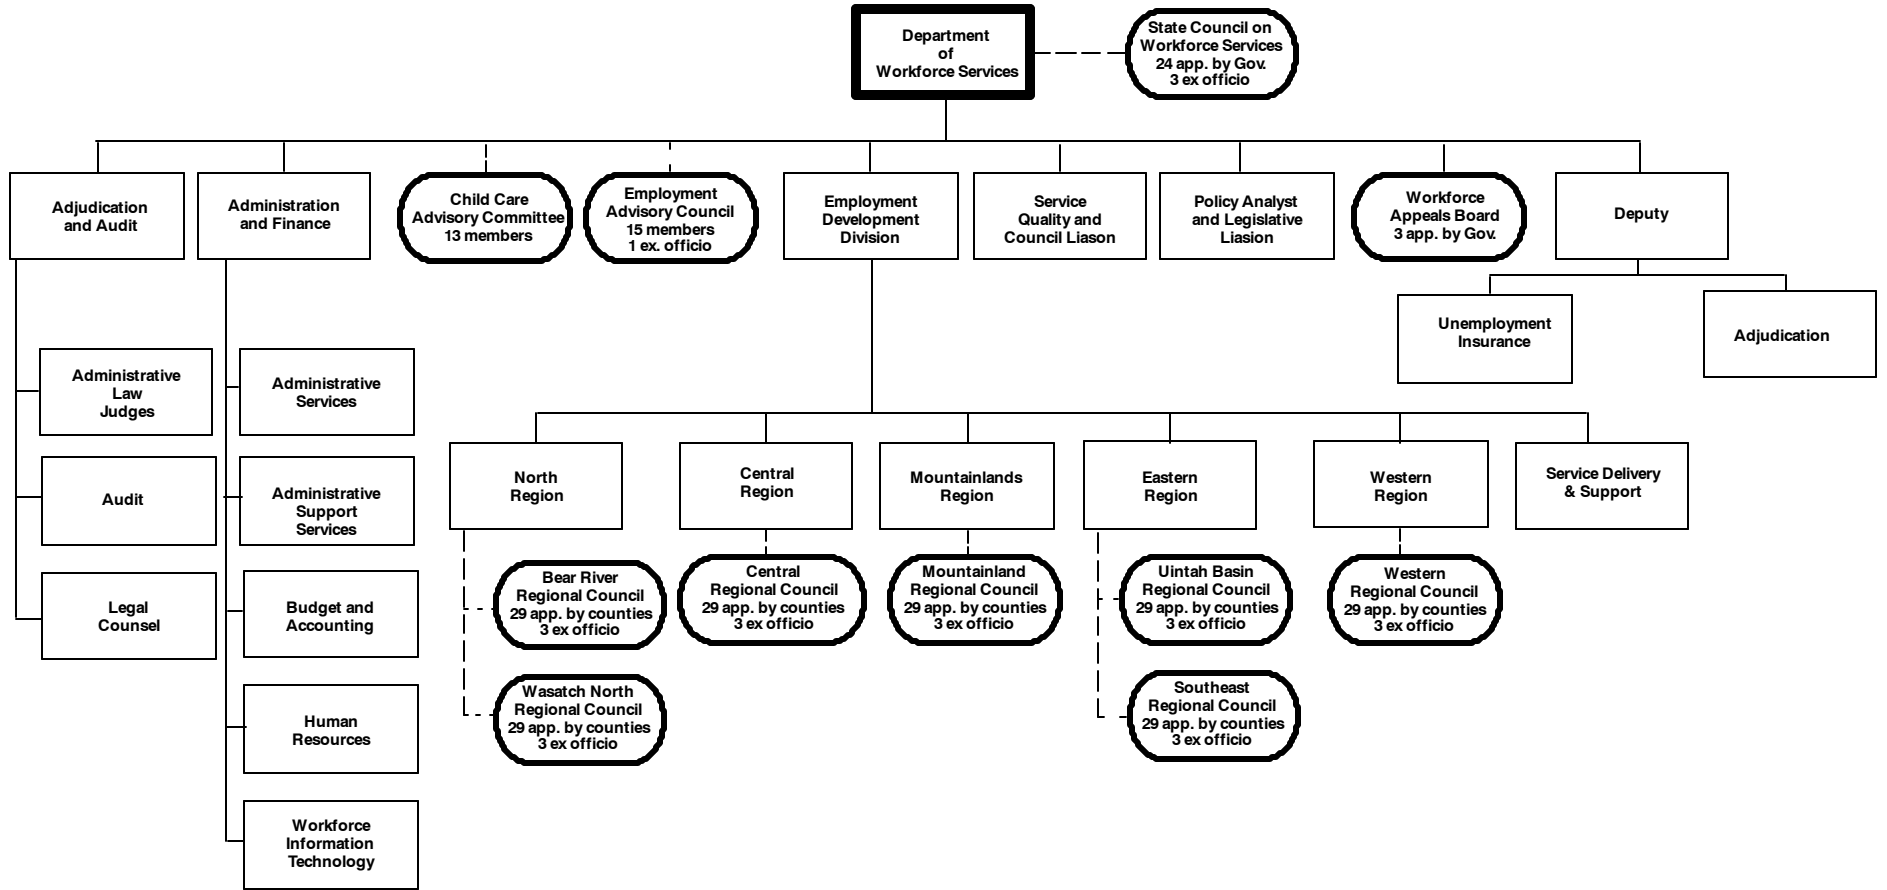 Department
of
Workforce Services
State Council on
Workforce Services
24 app. by Gov.
3 ex officio
Adjudication
and Audit
Administration
and Finance
Child Care
Advisory Committee
13 members
Employment
Advisory Council
15 members
1 ex. officio
Employment
Development
Division
Service
Quality and
Council Liason
Policy Analyst
and Legislative
Liasion
Workforce
Appeals Board
3 app. by Gov.
Deputy
Unemployment
Insurance
Adjudication
Administrative
Law
Judges
Administrative
Services
Audit
Administrative
Support
Services
Legal
Counsel
Budget and
Accounting
Human
Resources
Workforce
Information
Technology
North
Region
Central
Region
Mountainlands
Region
Eastern
Region
Western
Region
Service Delivery
& Support
Bear River
Regional Council
29 app. by counties
3 ex officio
Central
Regional Council
29 app. by counties
3 ex officio
Mountainland
Regional Council
29 app. by counties
3 ex officio
Uintah Basin
Regional Council
29 app. by counties
3 ex officio
Western
Regional Council
29 app. by counties
3 ex officio
Wasatch North
Regional Council
29 app. by counties
3 ex officio
Southeast
Regional Council
29 app. by counties
3 ex officio